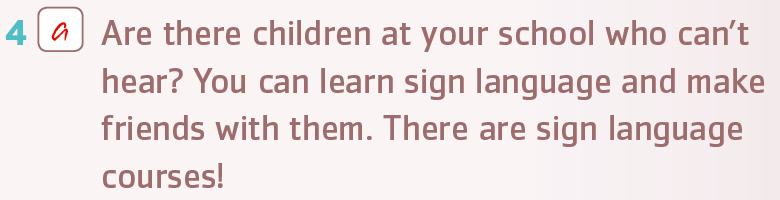 4 a Are there children at your school who can't
hear? You can learn sign language and make
friends with them. There are sign language
courses!